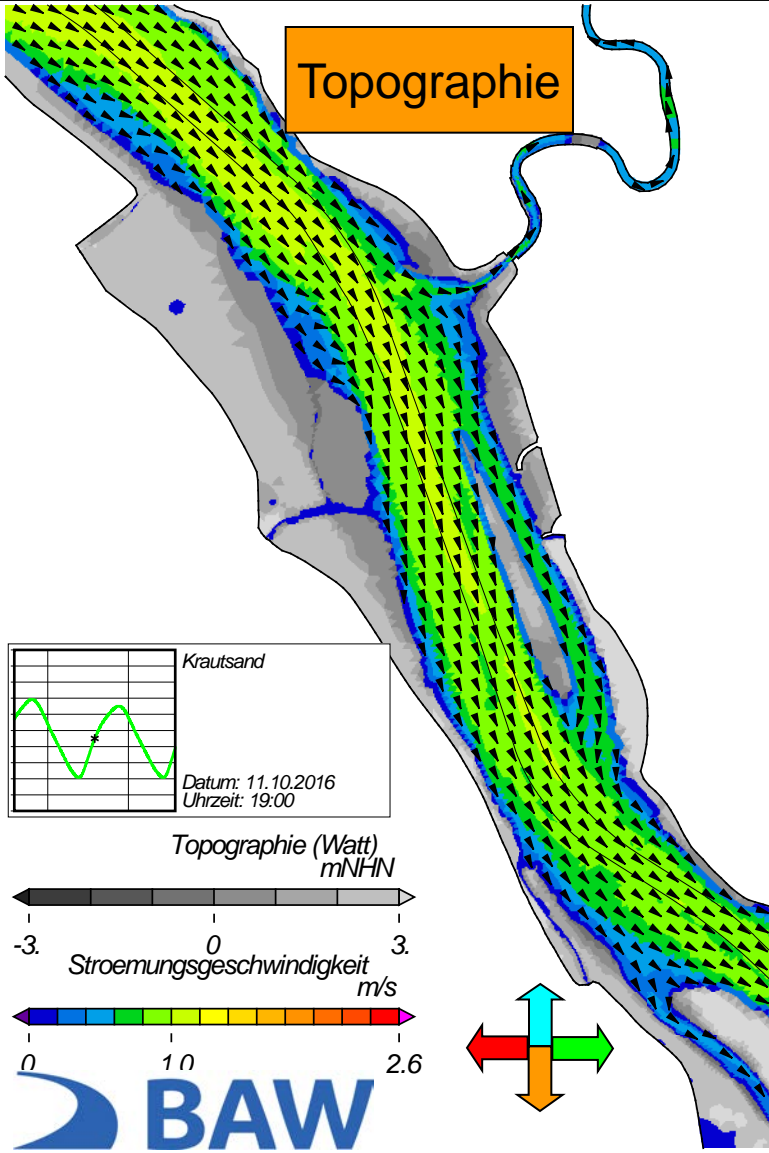 Topographie
Krautsand
Datum: 11.10.2016
Uhrzeit: 19:00
Topographie (Watt)
mNHN
-3. 0 3.
Stroemungsgeschwindigkeit
m/s
0 1.0 2.6
BAW